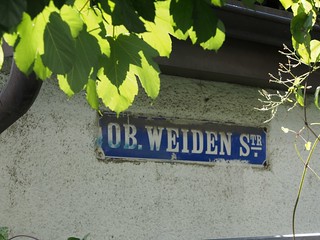 OB. WEIDEN STR.